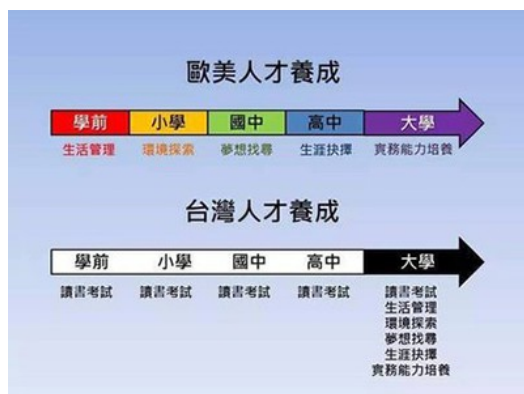 歐美人才養成
學前 小學 國中 高中 大學
生活管理 環境探索 夢想找尋 生涯抉擇 實務能力培養
台灣人才養成
學前 小學 國中 高中 大學
讀書考試 讀書考試 讀書考試 讀書考試 讀書考試
生活管理
環境探索
夢想找尋
生涯抉擇
實務能力培養